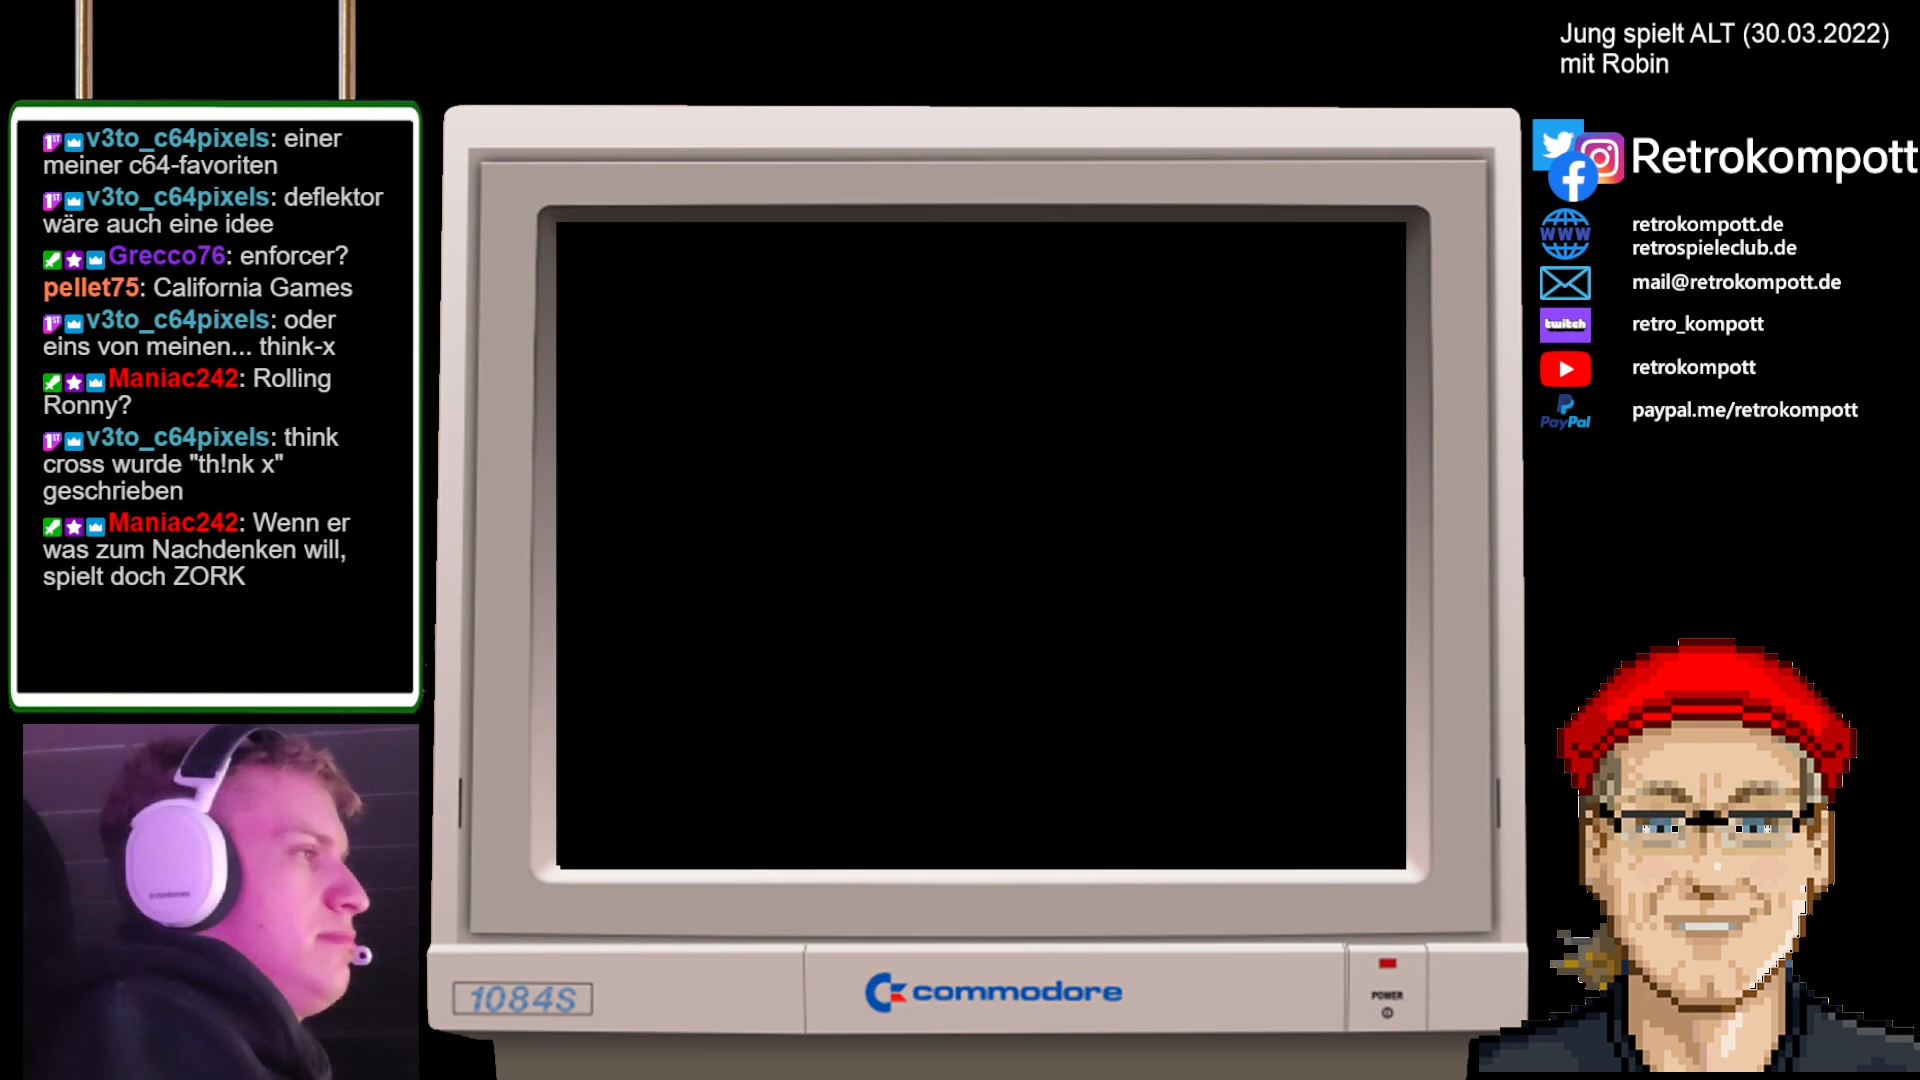 Jung spielt ALT (30.03.2022)
mit Robin
v3to_c64pixels: einer
meiner c64-favoriten
v3to_c64pixels: deflektor
wäre auch eine idee
Grecco76: enforcer?
pellet75: California Games
v3to_c64pixels: oder
eins von meinen... think-x
Maniac242: Rolling
Ronny?
v3to_c64pixels: think
cross wurde "th!nk x"
geschrieben
Maniac242: Wenn er
was zum Nachdenken will,
spielt doch ZORK
Retrokompott
WWW
retrokompott.de
retrospieleclub.de
mail@retrokompott.de
twitch
retro_kompott
retrokompott
PayPal
paypal.me/retrokompott
1084S
commodore
POWER